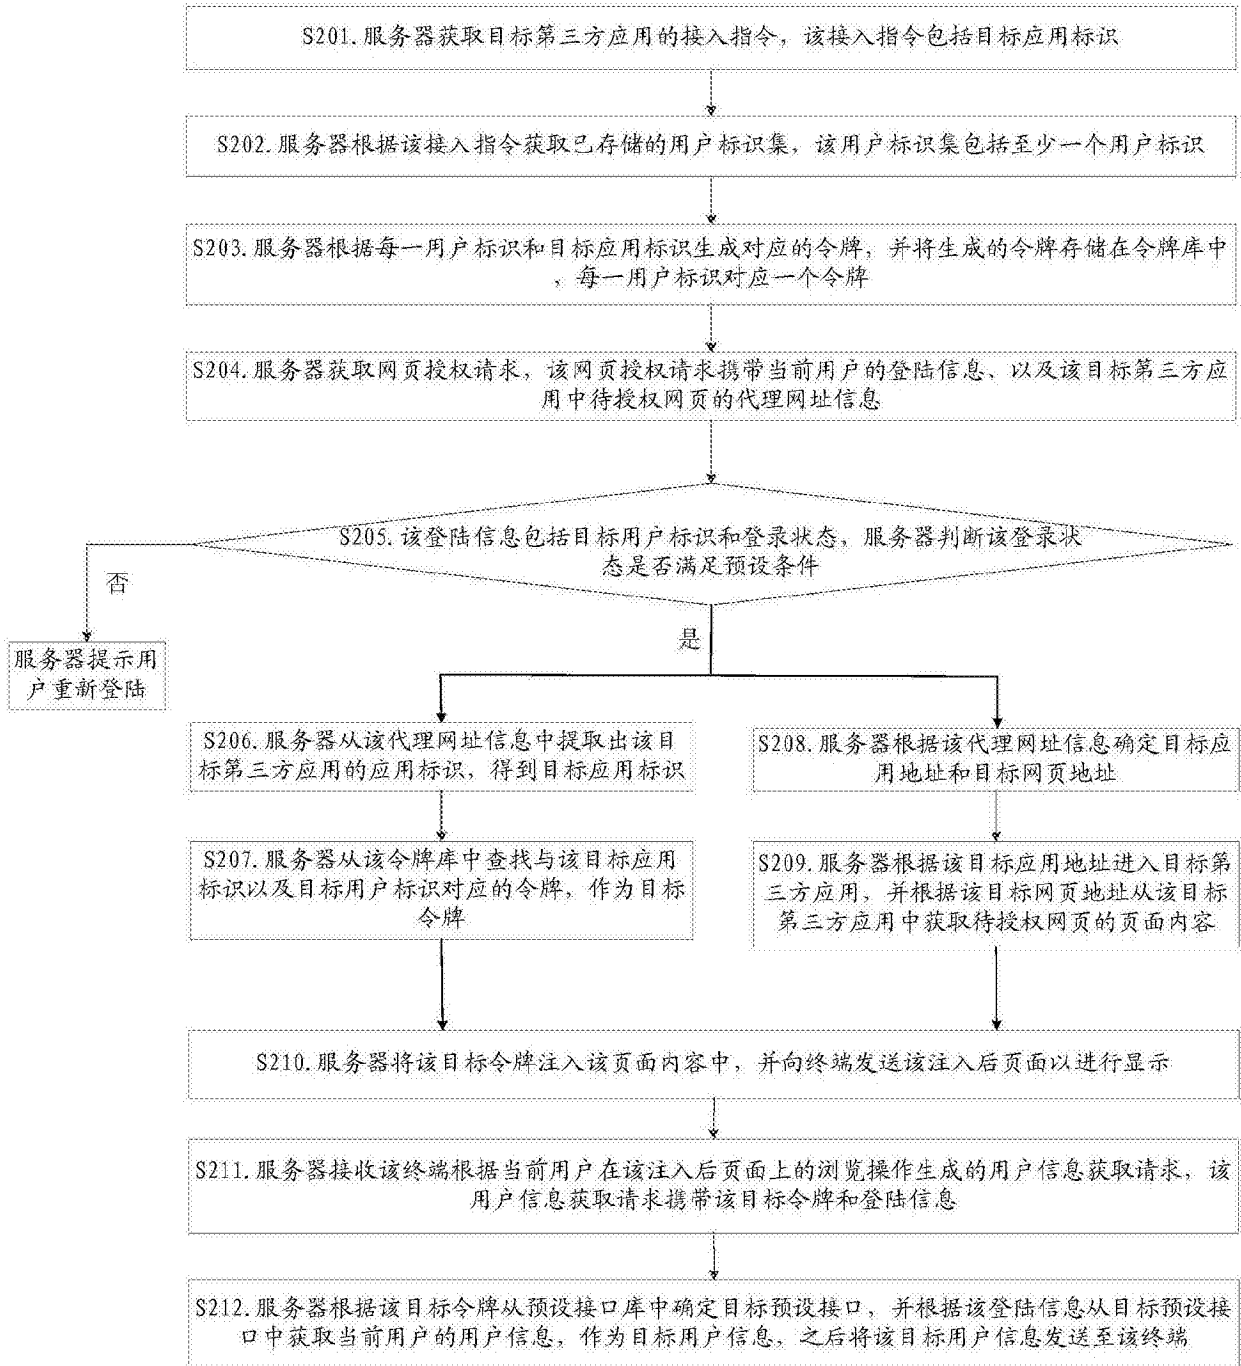 S201.服务器获取目标第三方应用的接入指令，该接入指令包括目标应用标识
S202.服务器根据该接入指令获取已存储的用户标识集，该用户标识集包括至少一个用户标识
S203.服务器根据每一用户标识和目标应用标识生成对应的令牌，并将生成的令牌存储在令牌库中
，每一用户标识对应一个令牌
S204.服务器获取网页授权请求，该网页授权请求携带当前用户的登陆信息、以及该目标第三方应
用中待授权网页的代理网址信息
S205.该登陆信息包括目标用户标识和登录状态，服务器判断该登录状
态是否满足预设条件
否
是
服务器提示用
户重新登陆
S206.服务器从该代理网址信息中提取出该目
标第三方应用的应用标识，得到目标应用标识
S207.服务器从该令牌库中查找与该目标应用
标识以及目标用户标识对应的令牌，作为目标
令牌
S208.服务器根据该代理网址信息确定目标应
用地址和目标网页地址
S209.服务器根据该目标应用地址进入目标第
三方应用，并根据该目标网页地址从该目标
第三方应用中获取待授权网页的页面内容
S210.服务器将该目标令牌注入该页面内容中，并向终端发送该注入后页面以进行显示
S211.服务器接收该终端根据当前用户在该注入后页面上的浏览操作生成的用户信息获取请求，该
用户信息获取请求携带该目标令牌和登陆信息
S212.服务器根据该目标令牌从预设接口库中确定目标预设接口，并根据该登陆信息从目标预设接
口中获取当前用户的用户信息，作为目标用户信息，之后将该目标用户信息发送至该终端